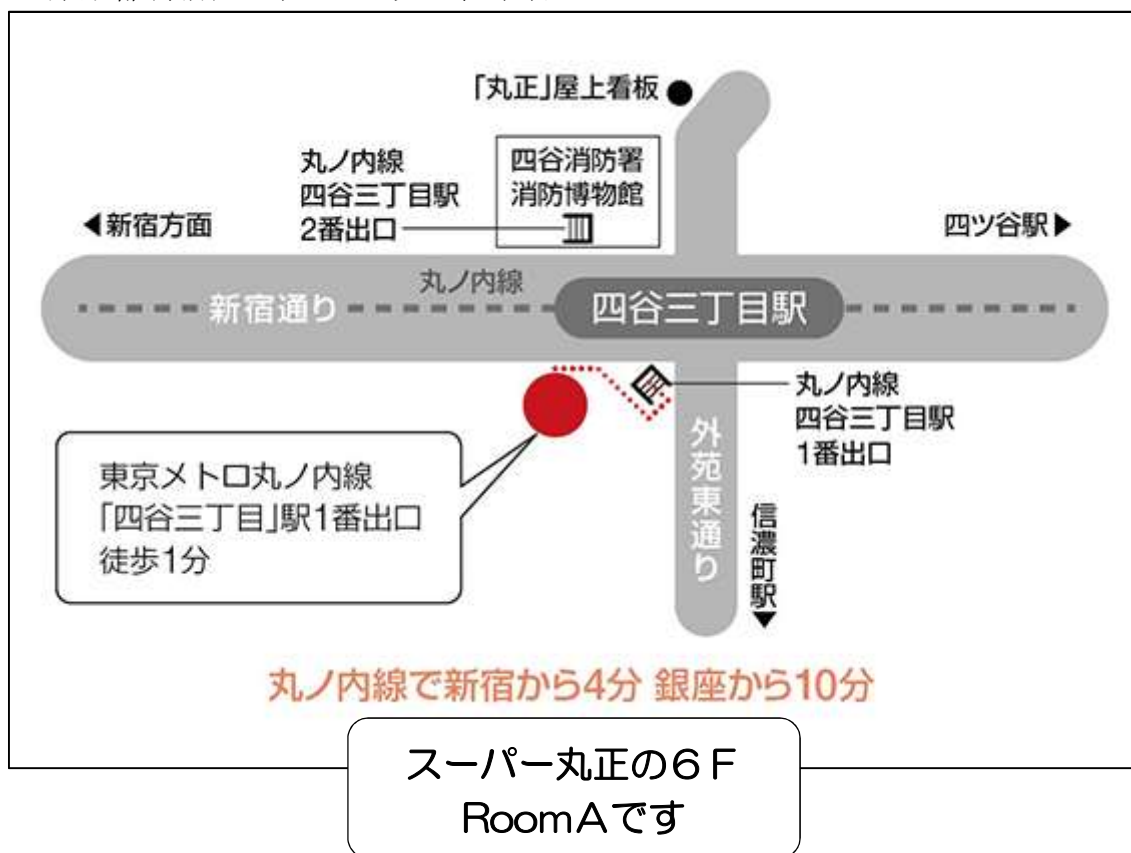 「丸正」屋上看板
丸ノ内線
四谷三丁目駅
2番出口
四谷消防署
消防博物館
◀新宿方面
四ツ谷駅▶
丸ノ内線
新宿通り
四谷三丁目駅
丸ノ内線
四谷三丁目駅
1番出口
外苑東通り
信濃町駅▼
東京メトロ丸ノ内線
「四谷三丁目」駅1番出口
徒歩1分
丸ノ内線で新宿から4分 銀座から10分
スーパー丸正の6F
RoomAです